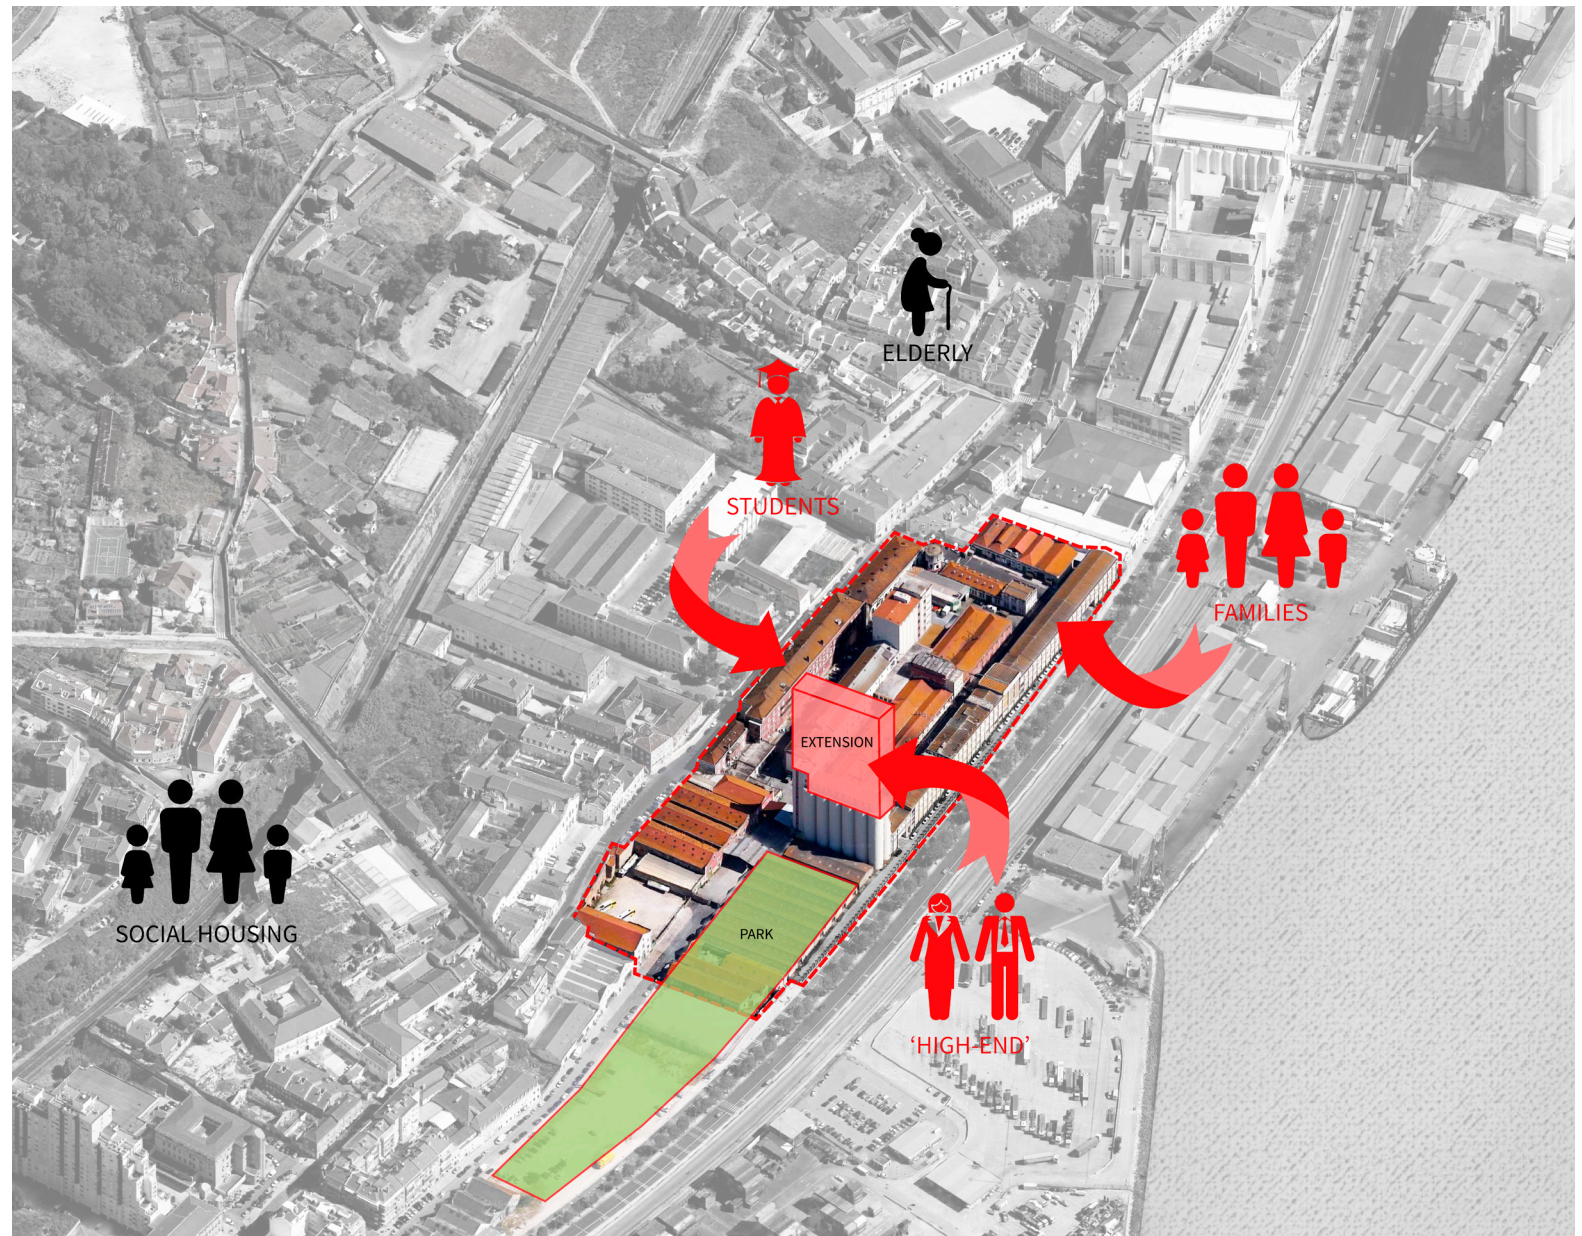 ELDERLY
STUDENTS
FAMILIES
EXTENSION
SOCIAL HOUSING
PARK
‘HIGH-END’